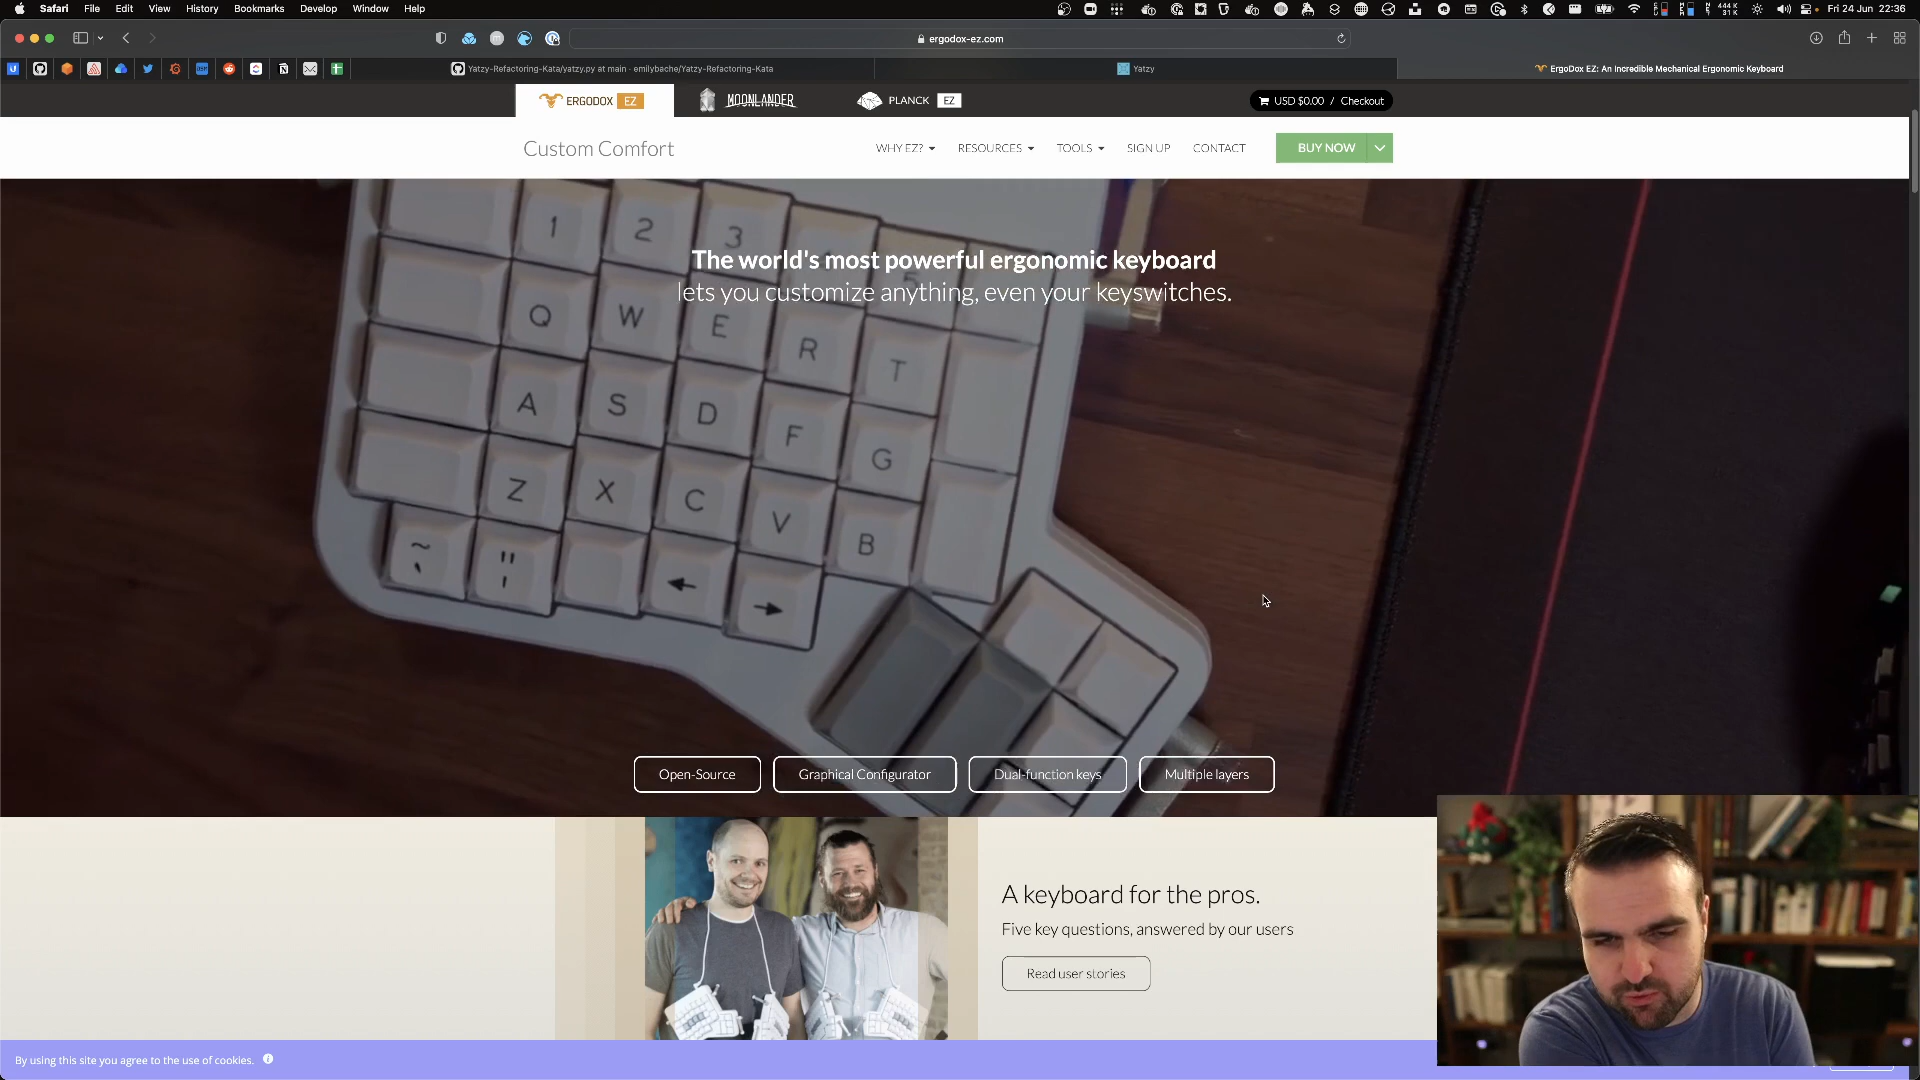 Safari File Edit View History Bookmarks Develop Window Help
444 K
31 K
Fri 24 Jun 22:36
ergodox-ez.com
Yatzy-Refactoring-Kata/yatzy.py at main · emilybache/Yatzy-Refactoring-Kata
Yatzy
ErgoDox EZ: An Incredible Mechanical Ergonomic Keyboard
ERGODOX EZ
MOONLANDER
PLANCK EZ
USD $0.00 / Checkout
Custom Comfort
WHY EZ? RESOURCES TOOLS SIGN UP CONTACT
BUY NOW
1 2 3
The world's most powerful ergonomic keyboard
lets you customize anything, even your keyswitches.
Q W E R T
A S D F G
Z X C V B
~ " ← →
` '
Open-Source
Graphical Configurator
Dual-function keys
Multiple layers
A keyboard for the pros.
Five key questions, answered by our users
Read user stories
By using this site you agree to the use of cookies.